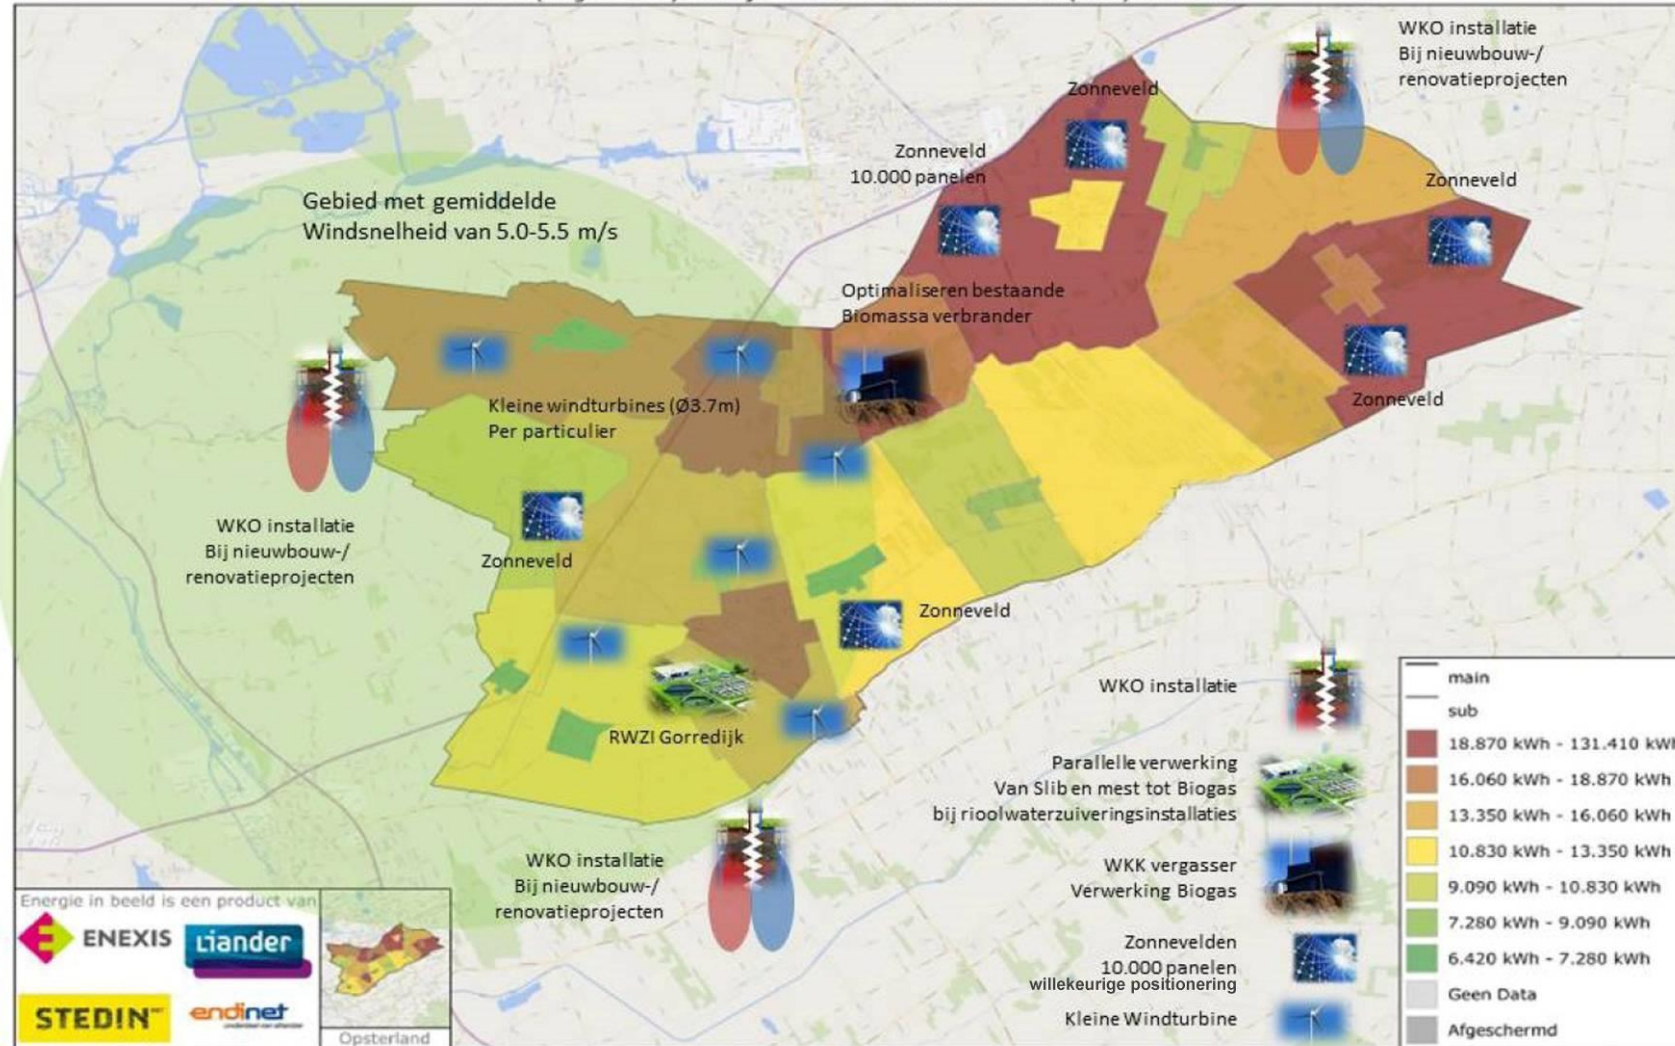 WKO installatie
Bij nieuwbouw-/
renovatieprojecten
Zonneveld
Zonneveld
10.000 panelen
Zonneveld
Gebied met gemiddelde
Windsnelheid van 5.0-5.5 m/s
Optimaliseren bestaande
Biomassa verbrander
Kleine windturbines (Ø3.7m)
Per particulier
Zonneveld
WKO installatie
Bij nieuwbouw-/
renovatieprojecten
Zonneveld
Zonneveld
RWZI Gorredijk
WKO installatie
Bij nieuwbouw-/
renovatieprojecten
WKO installatie
Parallelle verwerking
Van Slib en mest tot Biogas
bij rioolwaterzuiveringsinstallaties
WKK vergasser
Verwerking Biogas
Zonnevelden
10.000 panelen
willekeurige positionering
Kleine Windturbine
main
sub
18.870 kWh - 131.410 kWh
16.060 kWh - 18.870 kWh
13.350 kWh - 16.060 kWh
10.830 kWh - 13.350 kWh
9.090 kWh - 10.830 kWh
7.280 kWh - 9.090 kWh
6.420 kWh - 7.280 kWh
Geen Data
Afgeschermd
Energie in beeld is een product van
ENEXIS
Liander
STEDIN
endinet
Opsterland